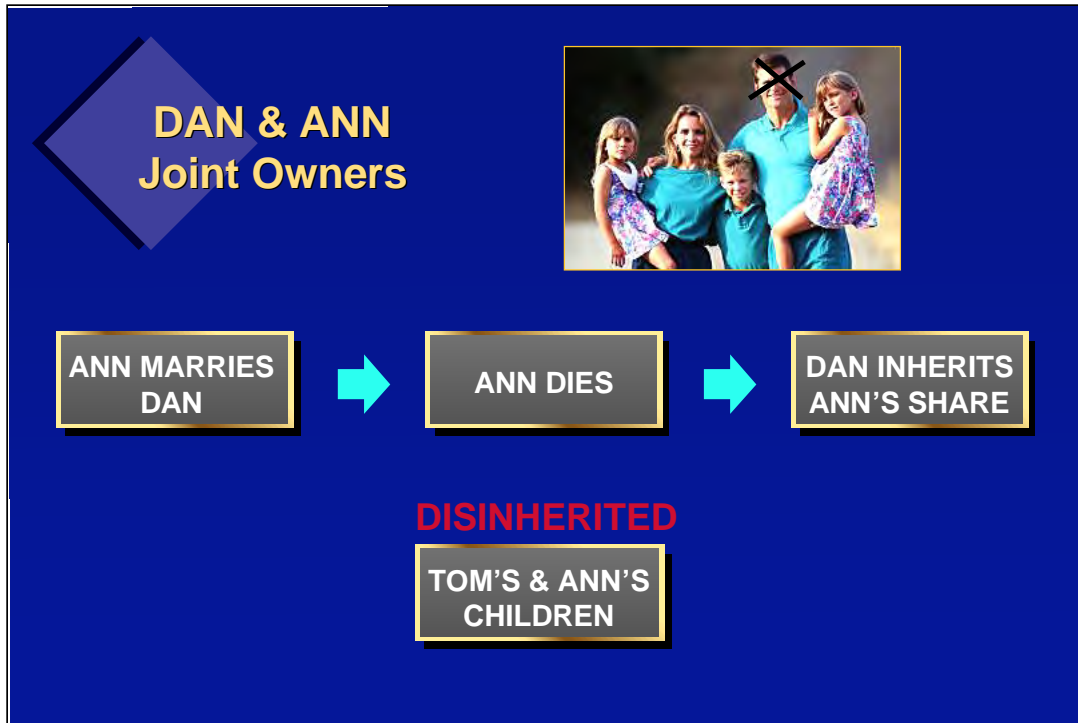 DAN & ANN
Joint Owners
ANN MARRIES
DAN
ANN DIES
DAN INHERITS
ANN’S SHARE
DISINHERITED
TOM’S & ANN’S
CHILDREN